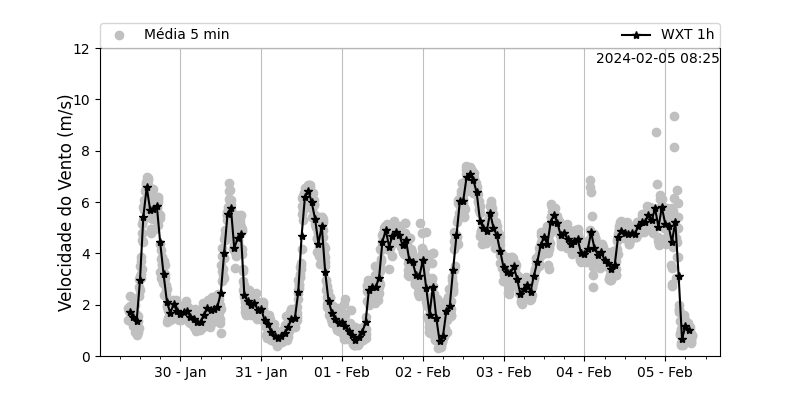 Média 5 min
WXT 1h
2024-02-05 08:25
Velocidade do Vento (m/s)
12
10
8
6
4
2
0
30 - Jan
31 - Jan
01 - Feb
02 - Feb
03 - Feb
04 - Feb
05 - Feb